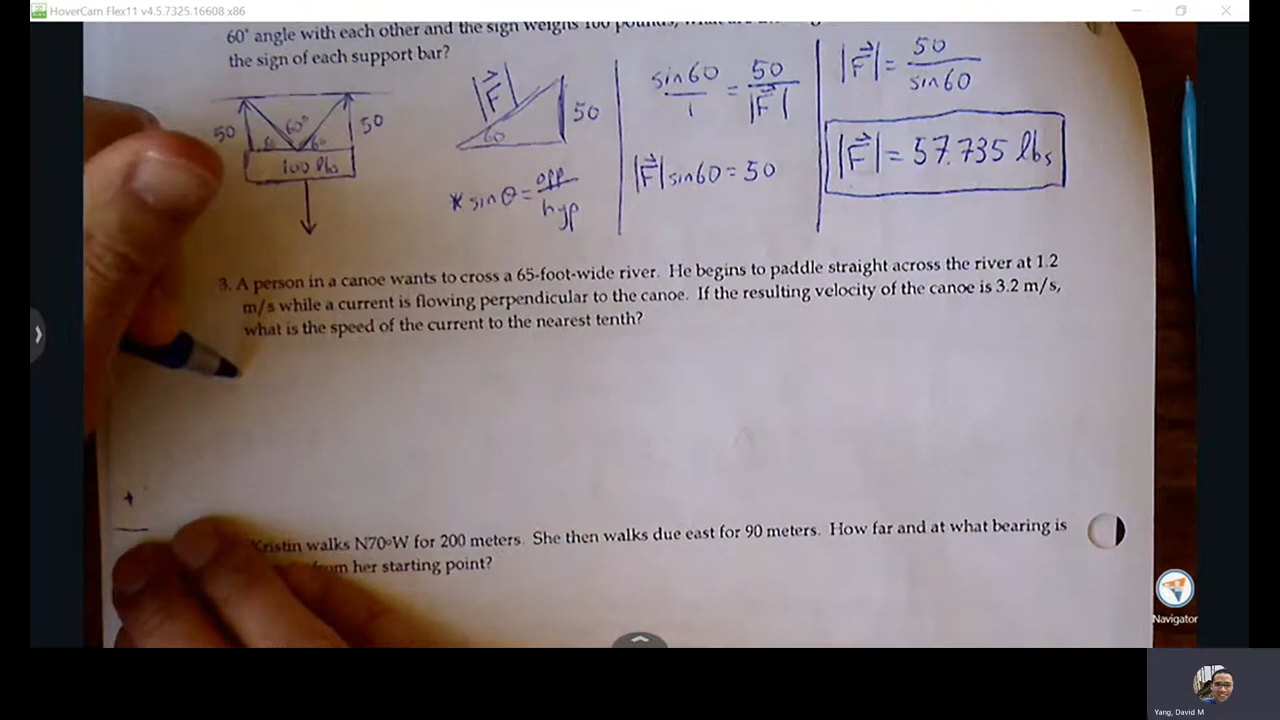 HoverCam Flex11 v4.5.7325.16608 x86
60° angle with each other and the sign weighs 100 pounds, what are the
the sign of each support bar?
50 60° 60 60 50
100 lbs
|F⃗| 60 50
* sin θ = opp/hyp
sin60/1 = 50/|F⃗|
|F⃗| sin60 = 50
|F⃗| = 50/sin60
|F⃗| = 57.735 lbs
3. A person in a canoe wants to cross a 65-foot-wide river. He begins to paddle straight across the river at 1.2
m/s while a current is flowing perpendicular to the canoe. If the resulting velocity of the canoe is 3.2 m/s,
what is the speed of the current to the nearest tenth?
Kristin walks N70°W for 200 meters. She then walks due east for 90 meters. How far and at what bearing is
from her starting point?
Navigator
Yang, David M